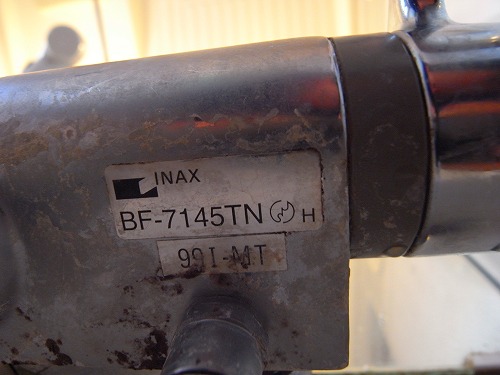 INAX
BF-7145TN H
99I-MT